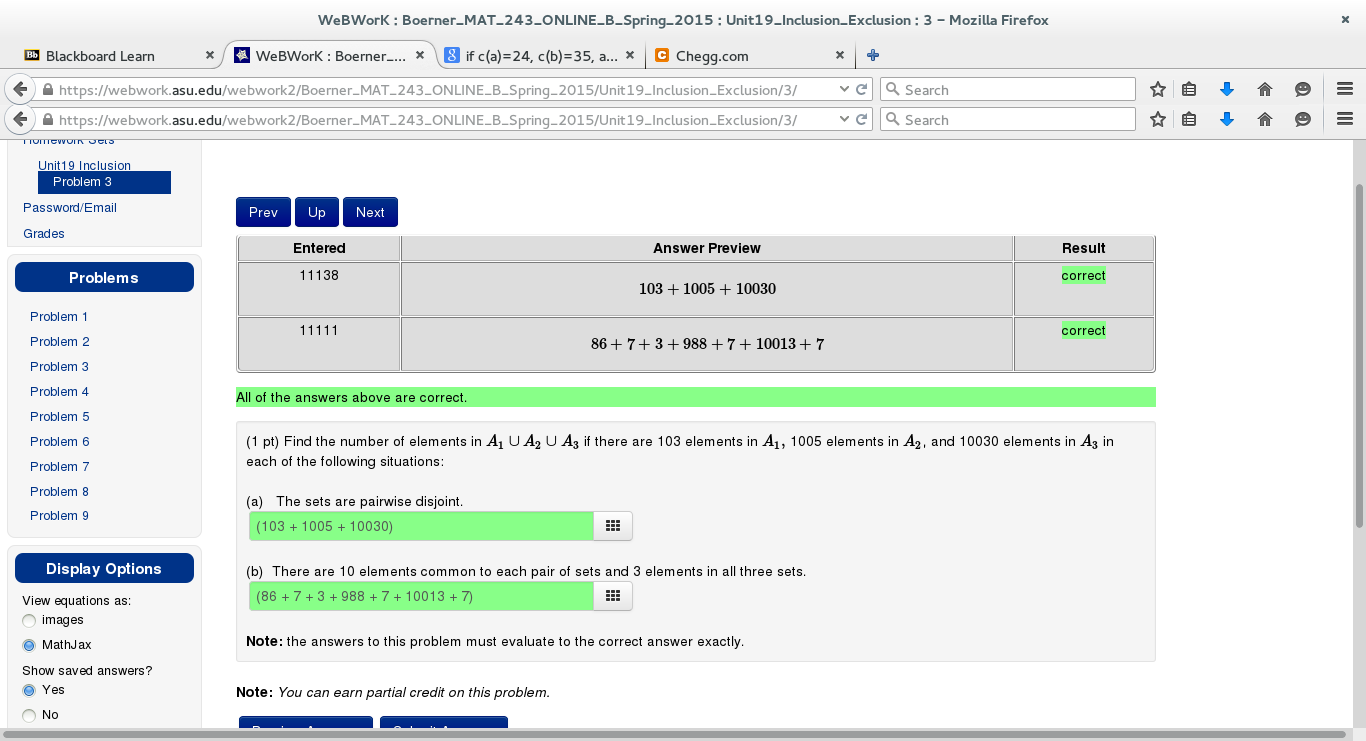 WeBWorK : Boerner_MAT_243_ONLINE_B_Spring_2015 : Unit19_Inclusion_Exclusion : 3 – Mozilla Firefox
Bb Blackboard Learn
WeBWorK : Boerner_...
8 if c(a)=24, c(b)=35, a...
C Chegg.com
https://webwork.asu.edu/webwork2/Boerner_MAT_243_ONLINE_B_Spring_2015/Unit19_Inclusion_Exclusion/3/
Search
https://webwork.asu.edu/webwork2/Boerner_MAT_243_ONLINE_B_Spring_2015/Unit19_Inclusion_Exclusion/3/
Search
Homework Sets
Unit19 Inclusion
Problem 3
Password/Email
Grades
Problems
Problem 1
Problem 2
Problem 3
Problem 4
Problem 5
Problem 6
Problem 7
Problem 8
Problem 9
Display Options
View equations as:
images
MathJax
Show saved answers?
Yes
No
Prev Up Next
Entered Answer Preview Result
11138 103 + 1005 + 10030 correct
11111 86 + 7 + 3 + 988 + 7 + 10013 + 7 correct
All of the answers above are correct.
(1 pt) Find the number of elements in A₁ ∪ A₂ ∪ A₃ if there are 103 elements in A₁, 1005 elements in A₂, and 10030 elements in A₃ in
each of the following situations:
(a) The sets are pairwise disjoint.
(103 + 1005 + 10030)
(b) There are 10 elements common to each pair of sets and 3 elements in all three sets.
(86 + 7 + 3 + 988 + 7 + 10013 + 7)
Note: the answers to this problem must evaluate to the correct answer exactly.
Note: You can earn partial credit on this problem.